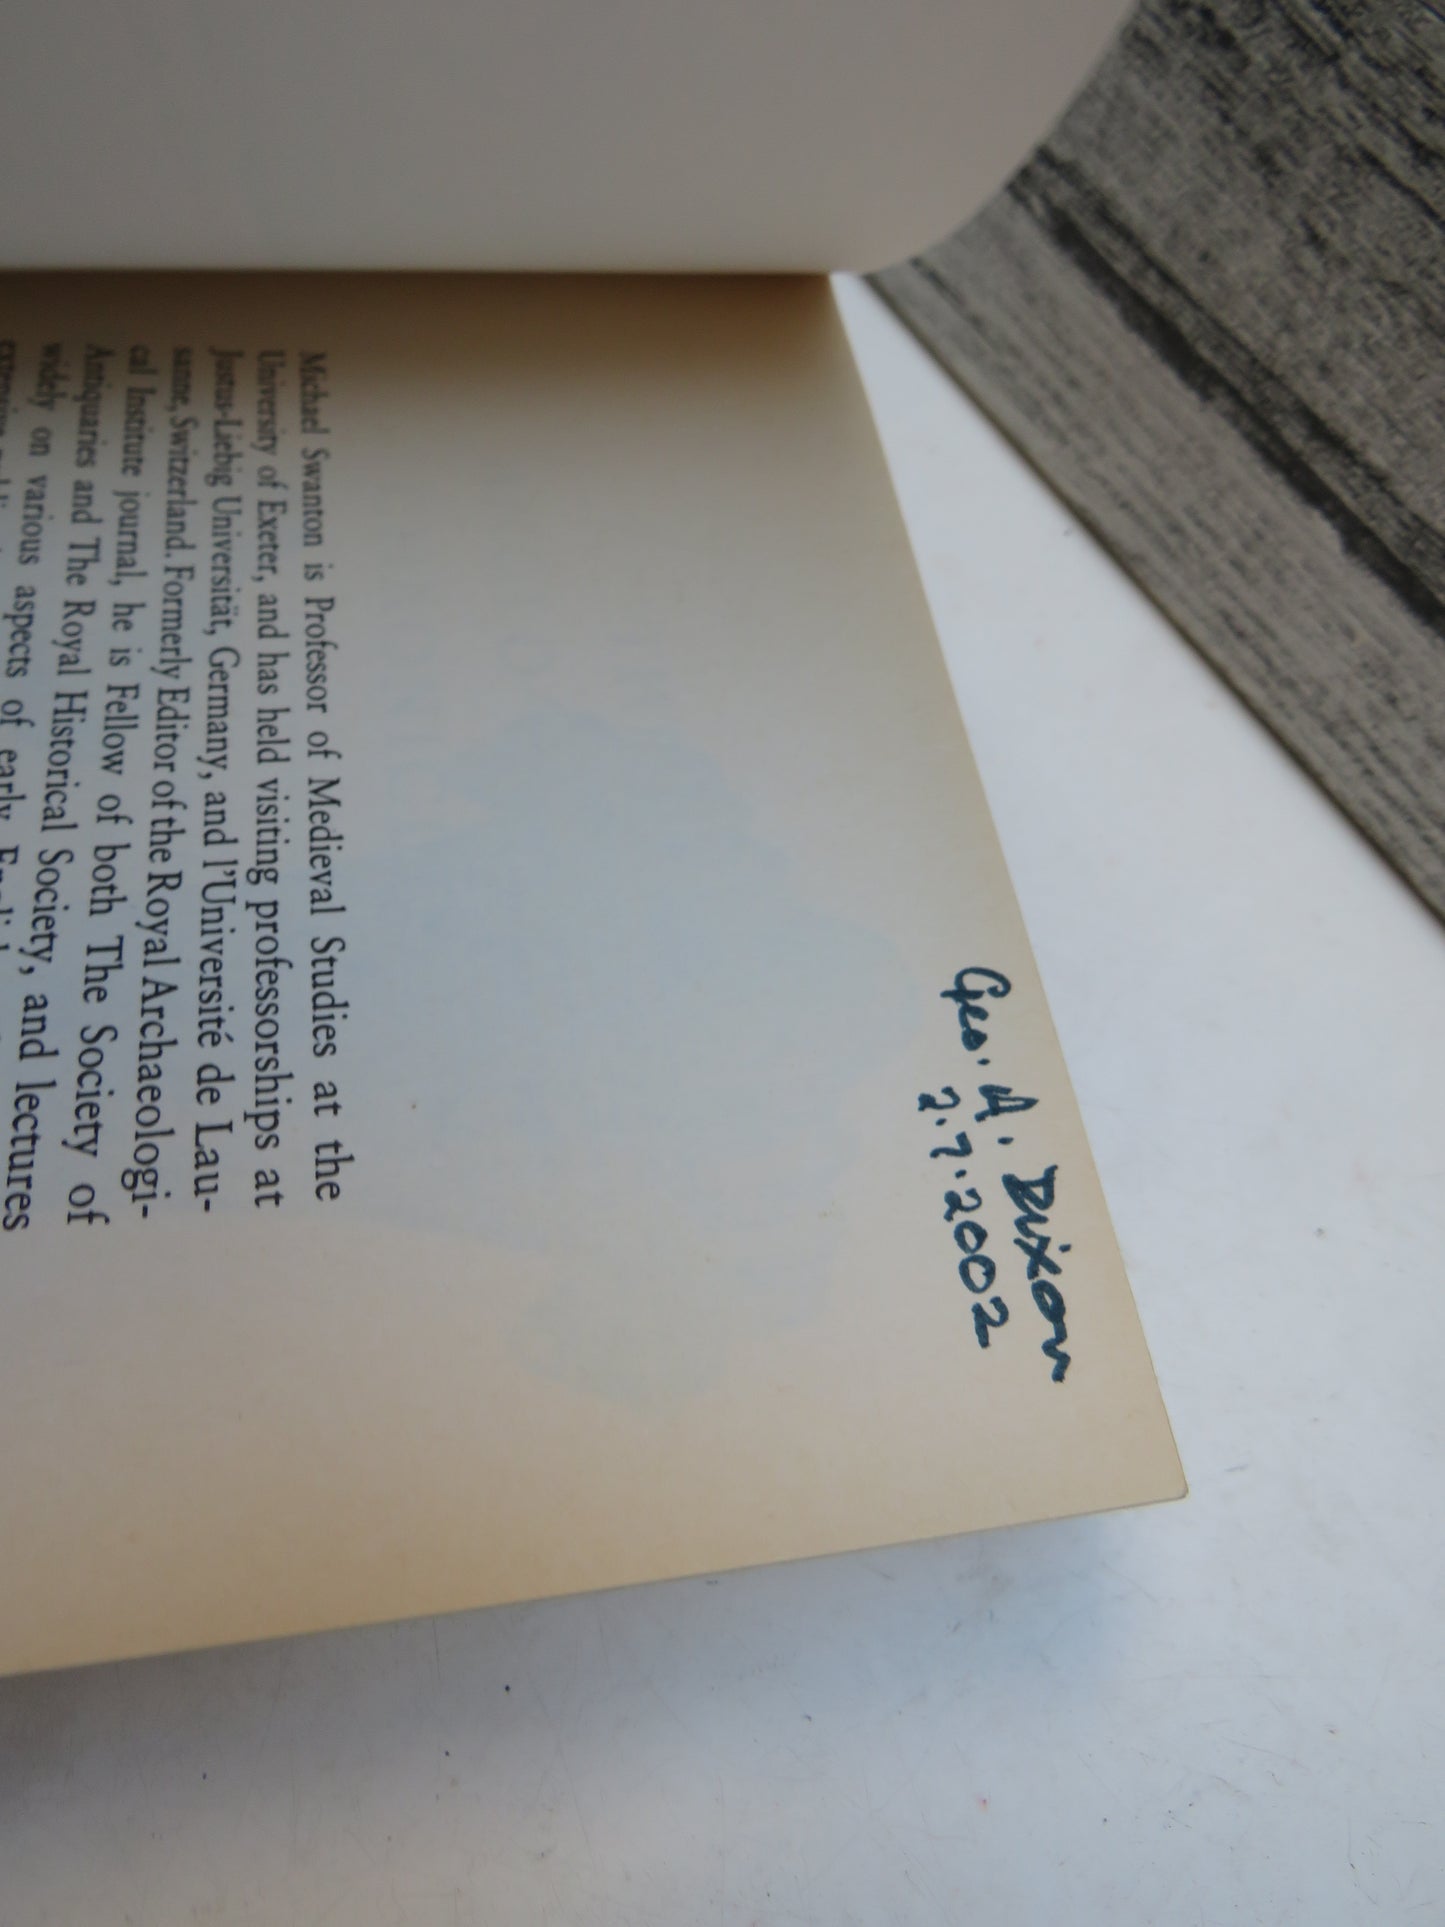 Geo. A. Dixon
2.7.2002
Michael Swanton is Professor of Medieval Studies at the
University of Exeter, and has held visiting professorships at
Justus-Liebig Universität, Germany, and l'Université de Lau-
sanne, Switzerland. Formerly Editor of the Royal Archaeologi-
cal Institute journal, he is Fellow of both The Society of
Antiquaries and The Royal Historical Society, and lectures
widely on various aspects of early